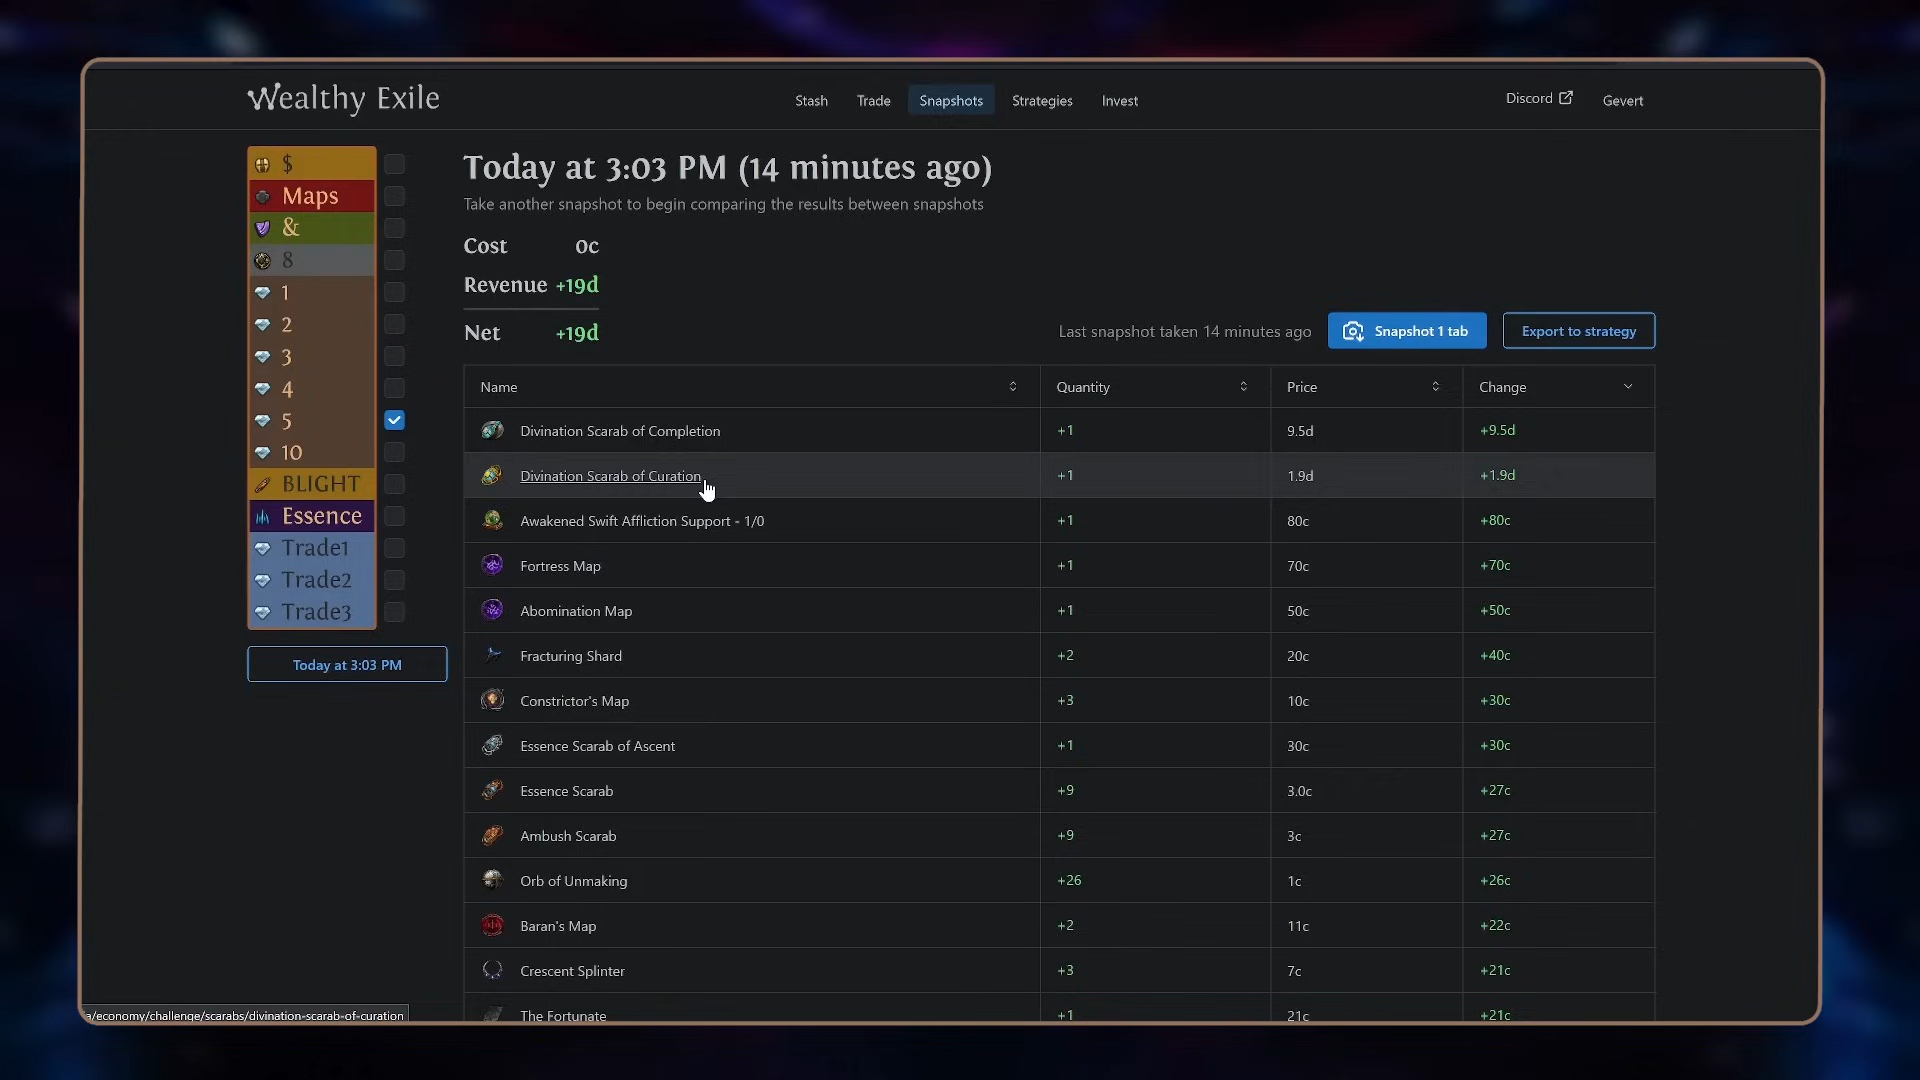 Wealthy Exile
Stash Trade Snapshots Strategies Invest
Discord Gevert
$
Maps
&
8
1
2
3
4
5
10
BLIGHT
Essence
Trade1
Trade2
Trade3
Today at 3:03 PM
Today at 3:03 PM (14 minutes ago)
Take another snapshot to begin comparing the results between snapshots
Cost 0c
Revenue +19d
Net +19d
Last snapshot taken 14 minutes ago Snapshot 1 tab Export to strategy
Name Quantity Price Change
Divination Scarab of Completion +1 9.5d +9.5d
Divination Scarab of Curation +1 1.9d +1.9d
Awakened Swift Affliction Support - 1/0 +1 80c +80c
Fortress Map +1 70c +70c
Abomination Map +1 50c +50c
Fracturing Shard +2 20c +40c
Constrictor's Map +3 10c +30c
Essence Scarab of Ascent +1 30c +30c
Essence Scarab +9 3.0c +27c
Ambush Scarab +9 3c +27c
Orb of Unmaking +26 1c +26c
Baran's Map +2 11c +22c
Crescent Splinter +3 7c +21c
The Fortunate +1 21c +21c
a/economy/challenge/scarabs/divination-scarab-of-curation